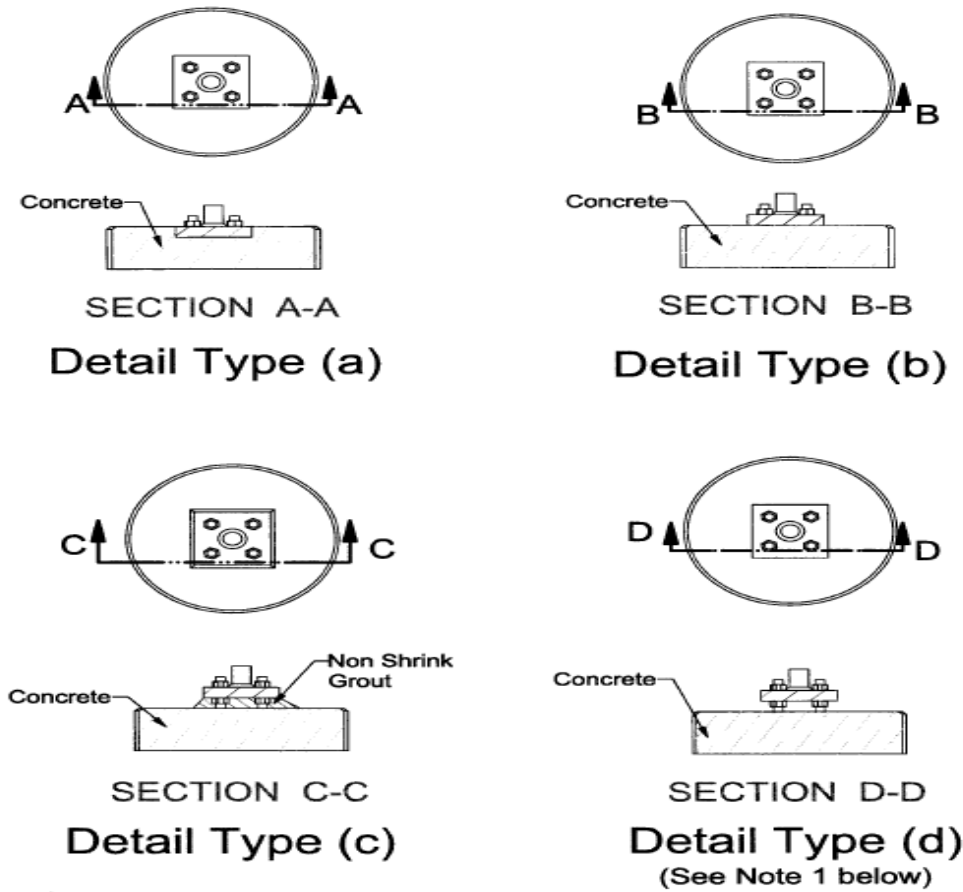 A A
B B
Concrete
Concrete
SECTION A-A
SECTION B-B
Detail Type (a)
Detail Type (b)
C C
D D
Non Shrink
Grout
Concrete
Concrete
SECTION C-C
SECTION D-D
Detail Type (c)
Detail Type (d)
(See Note 1 below)